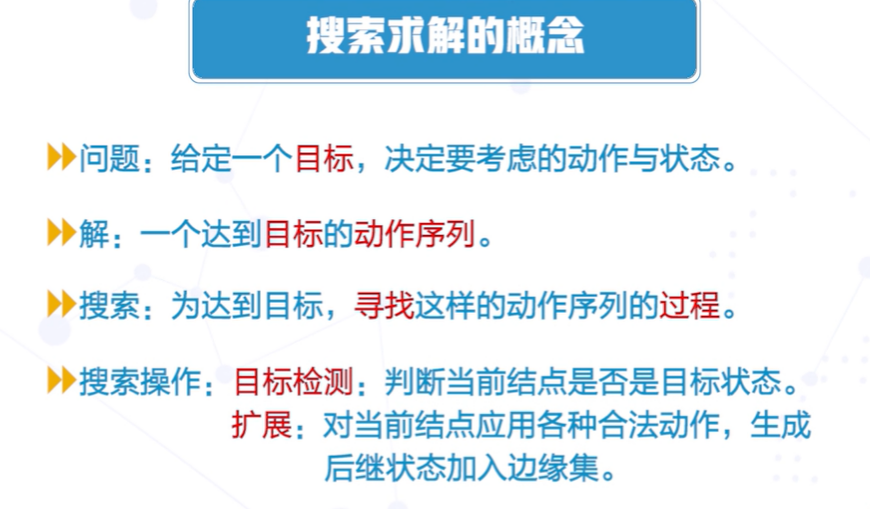 搜索求解的概念
问题：给定一个目标，决定要考虑的动作与状态。
解：一个达到目标的动作序列。
搜索：为达到目标，寻找这样的动作序列的过程。
搜索操作：目标检测：判断当前结点是否是目标状态。
扩展：对当前结点应用各种合法动作，生成
后继状态加入边缘集。